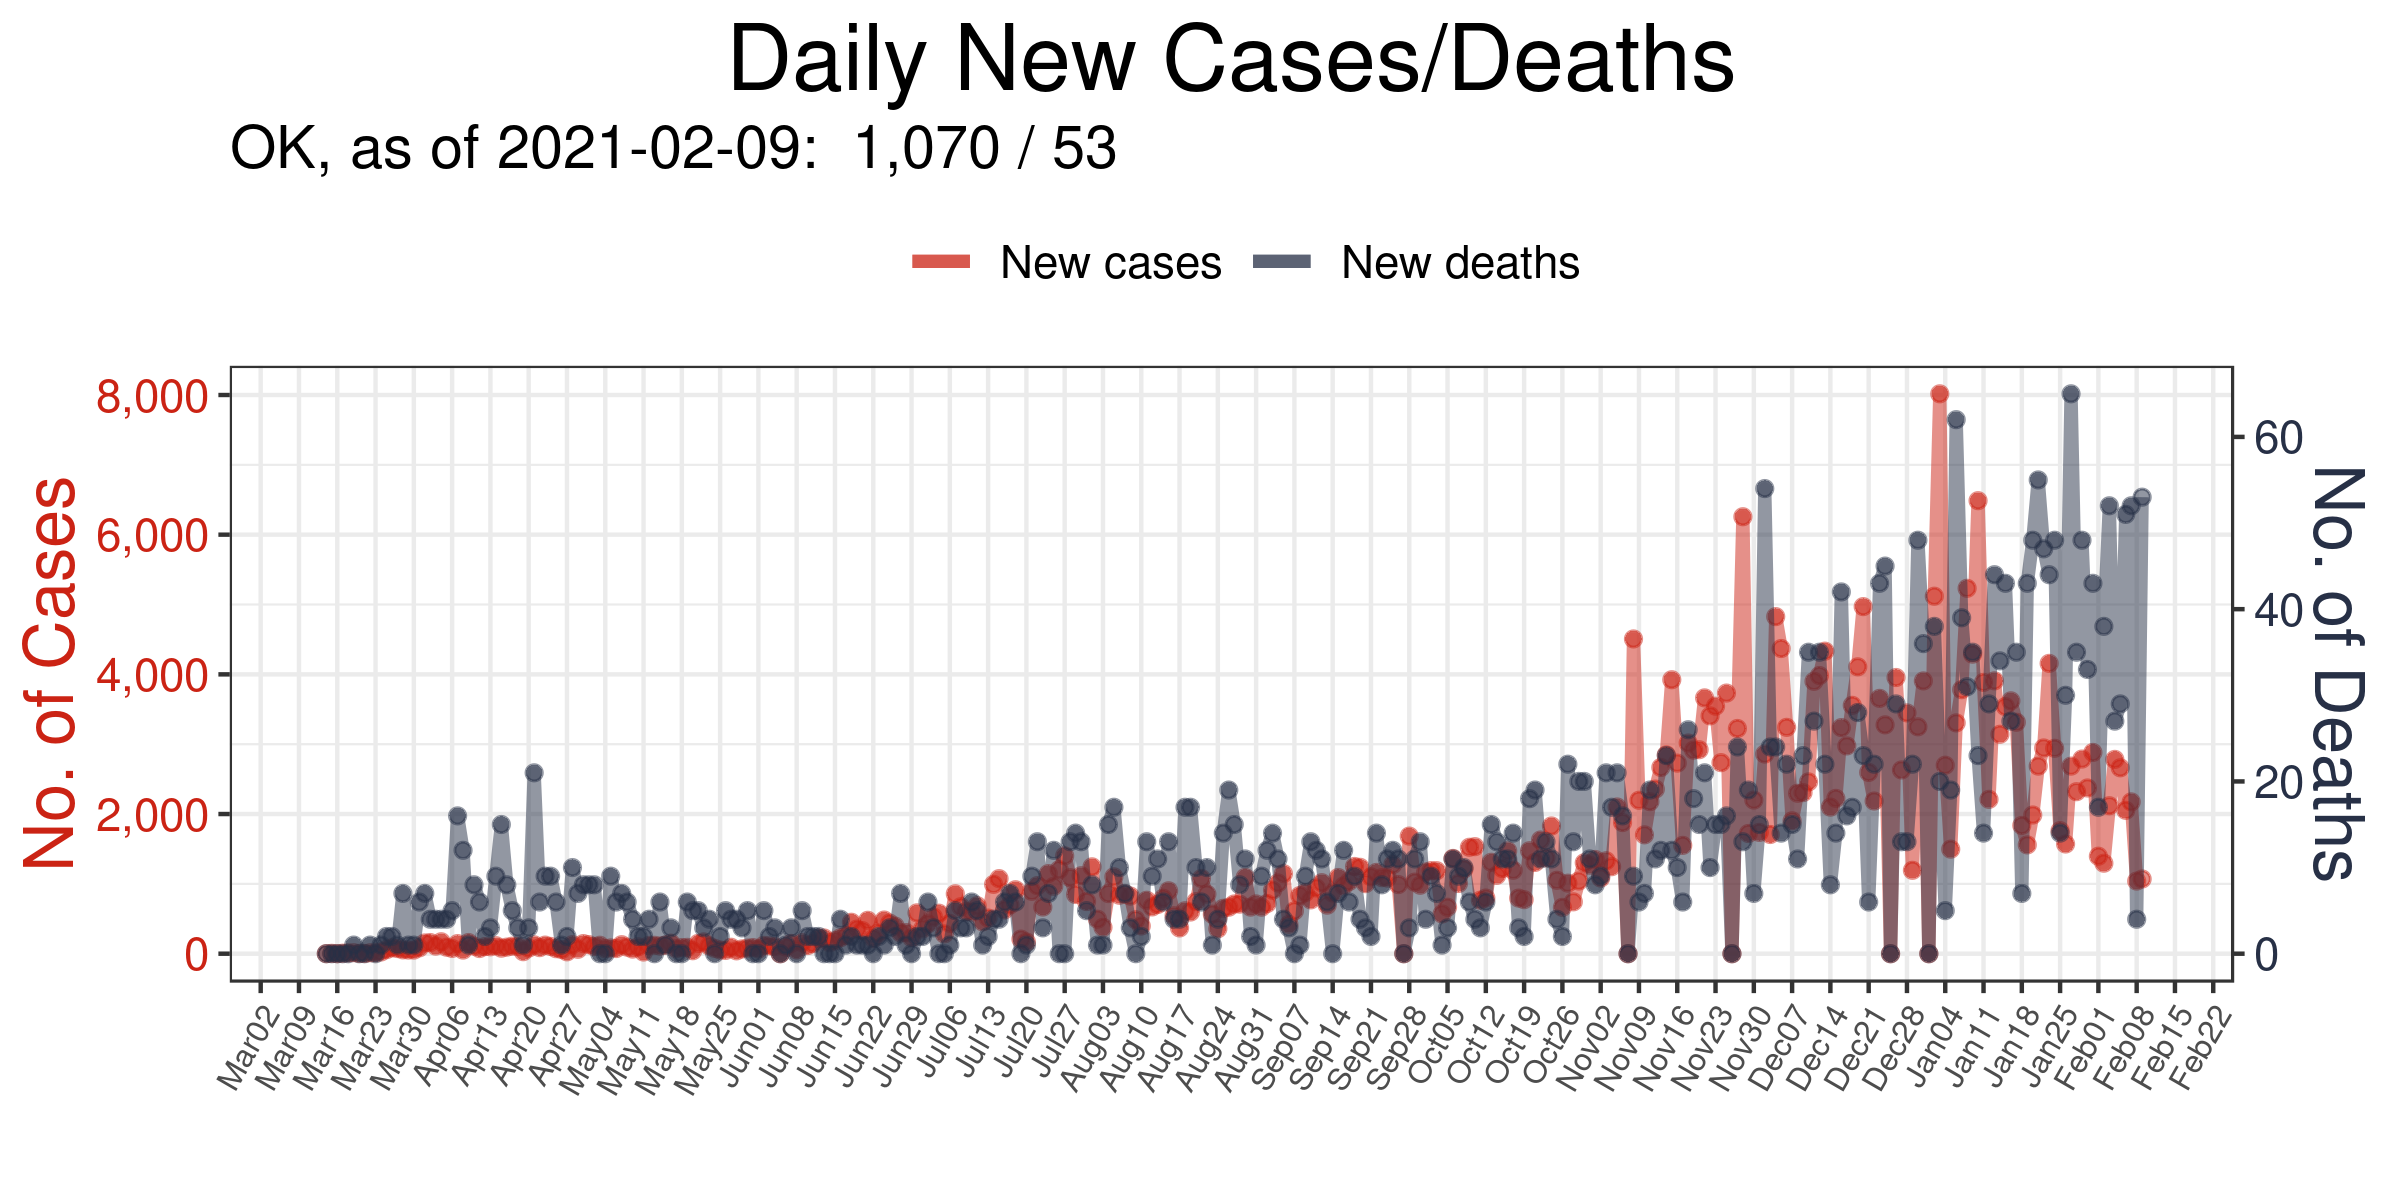 Daily New Cases/Deaths
OK, as of 2021-02-09:  1,070 / 53
New cases
New deaths
No. of Cases
8,000
6,000
4,000
2,000
0
60
40
20
0
No. of Deaths
Mar02
Mar09
Mar16
Mar23
Mar30
Apr06
Apr13
Apr20
Apr27
May04
May11
May18
May25
Jun01
Jun08
Jun15
Jun22
Jun29
Jul06
Jul13
Jul20
Jul27
Aug03
Aug10
Aug17
Aug24
Aug31
Sep07
Sep14
Sep21
Sep28
Oct05
Oct12
Oct19
Oct26
Nov02
Nov09
Nov16
Nov23
Nov30
Dec07
Dec14
Dec21
Dec28
Dec04
Jan11
Jan18
Jan25
Feb01
Feb08
Feb15
Feb22